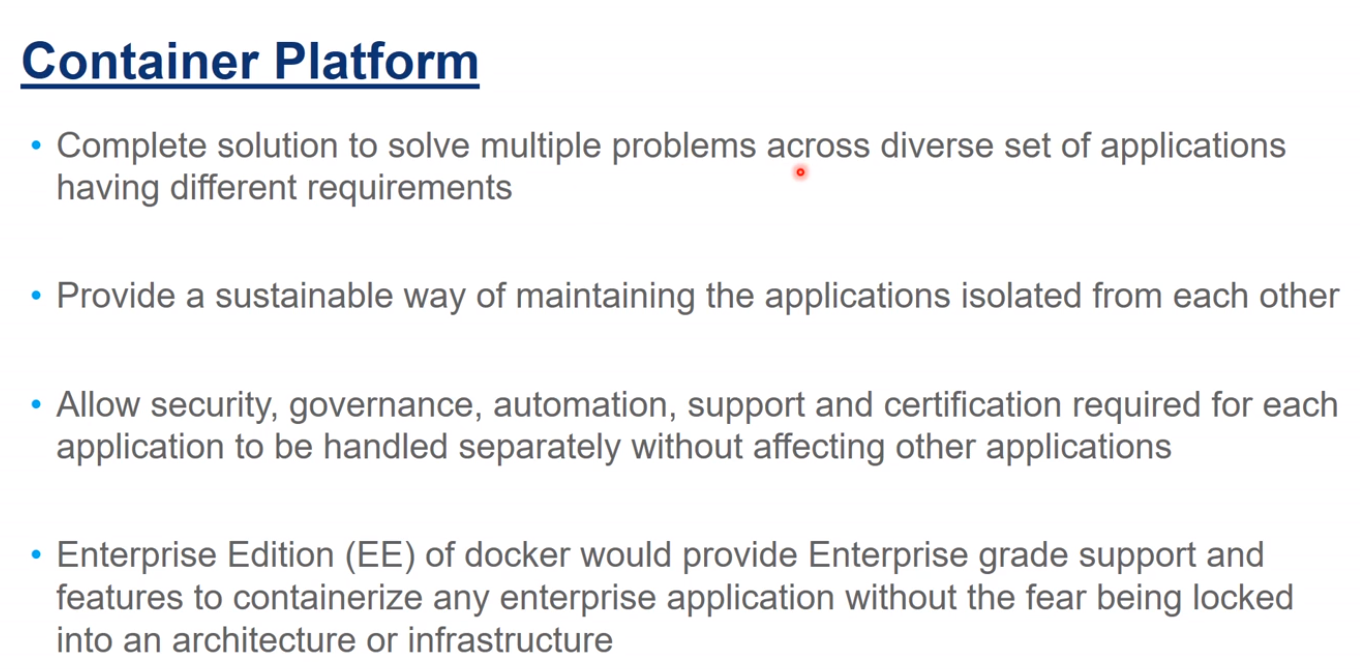 Container Platform
• Complete solution to solve multiple problems across diverse set of applications
having different requirements
• Provide a sustainable way of maintaining the applications isolated from each other
• Allow security, governance, automation, support and certification required for each
application to be handled separately without affecting other applications
• Enterprise Edition (EE) of docker would provide Enterprise grade support and
features to containerize any enterprise application without the fear being locked
into an architecture or infrastructure